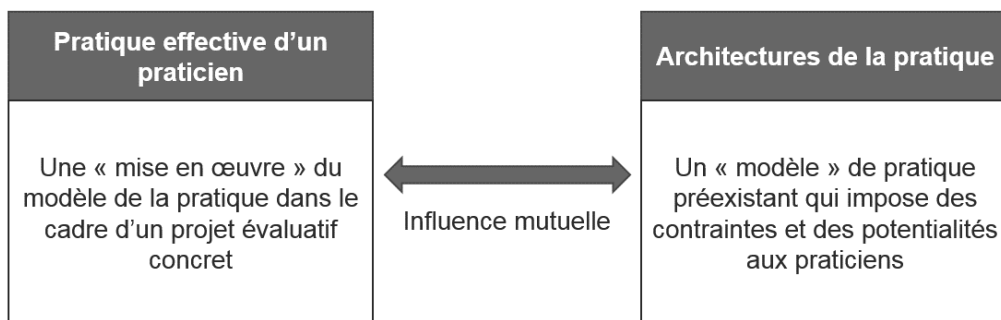 Pratique effective d’un
praticien
Une « mise en œuvre » du
modèle de la pratique dans le
cadre d’un projet évaluatif
concret
Influence mutuelle
Architectures de la pratique
Un « modèle » de pratique
préexistant qui impose des
contraintes et des potentialités
aux praticiens